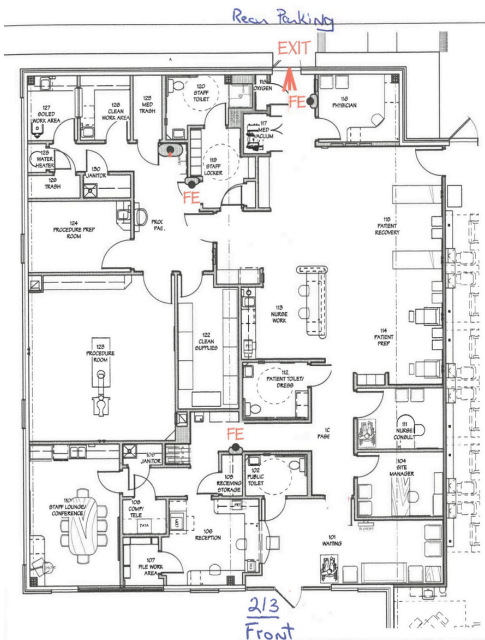 Rear Parking
EXIT
FE
127
SOILED
WORK AREA
126
CLEAN
WORK AREA
125
MED
TRASH
120
STAFF
TOILET
OXYGEN
117
MED
VACUUM
116
PHYSICIAN
119
STAFF
LOCKER
FE
WATER
HEATER
TRASH
130
JANITOR
124
PROCEDURE PREP
ROOM
115
PATIENT
RECOVERY
113
NURSE
WORK
114
PATIENT
PREP
122
CLEAN
SUPPLIES
123
PROCEDURE
ROOM
112
PATIENT TOILET/
DRESS
111
NURSE
CONSULT
FE
JANITOR
103
RECEIVING
STORAGE
102
PUBLIC
TOILET
104
SITE
MANAGER
110
STAFF LOUNGE/
CONFERENCE
108
COMP/
TELE
DATA
106
RECEPTION
107
FILE WORK
AREA
101
WAITING
213
Front